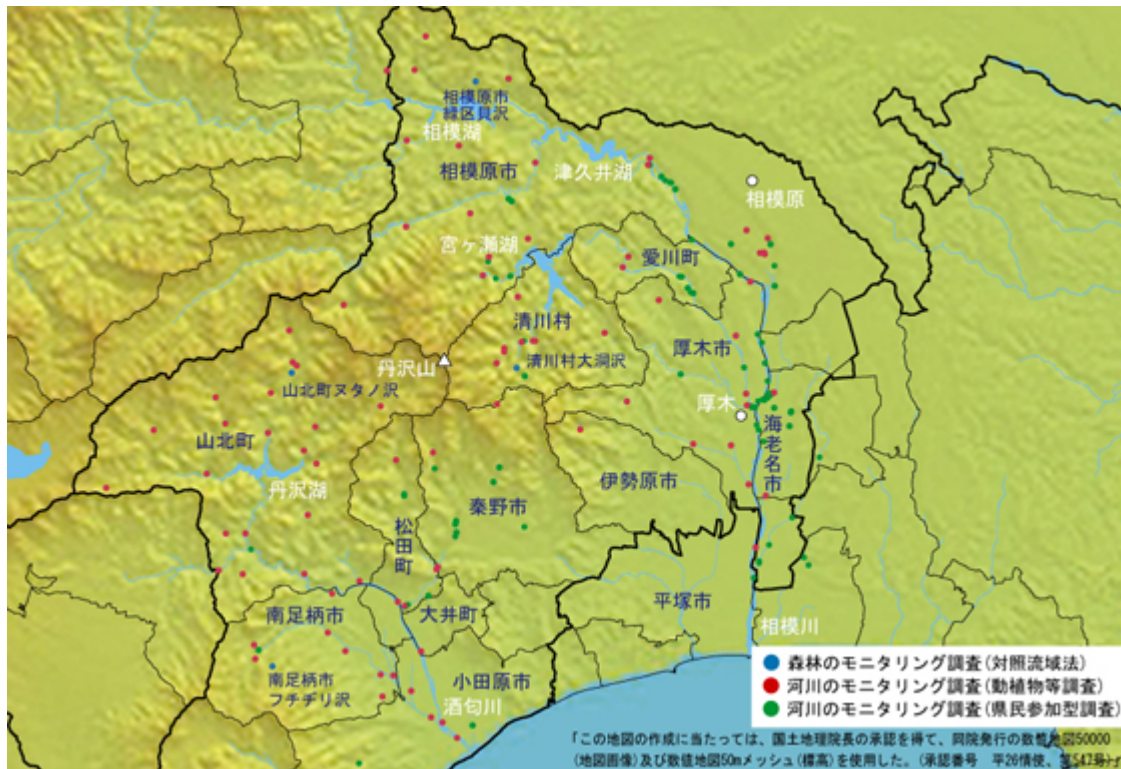 相模原市
緑区貝沢
相模湖
相模原市
津久井湖
相模原
宮ヶ瀬湖
愛川町
清川村
厚木市
丹沢山
清川村大洞沢
山北町ヌタノ沢
厚木
山北町
海老名市
伊勢原市
丹沢湖
秦野市
松田町
南足柄市
大井町
平塚市
相模川
南足柄市
フチヂリ沢
小田原市
酒匂川
森林のモニタリング調査(対照流域法)
河川のモニタリング調査(動植物等調査)
河川のモニタリング調査(県民参加型調査)
「この地図の作成に当たっては、国土地理院長の承認を得て、同院発行の数値地図50000
(地図画像)及び数値地図50mメッシュ(標高)を使用した。(承認番号 平26情使、第547号)」